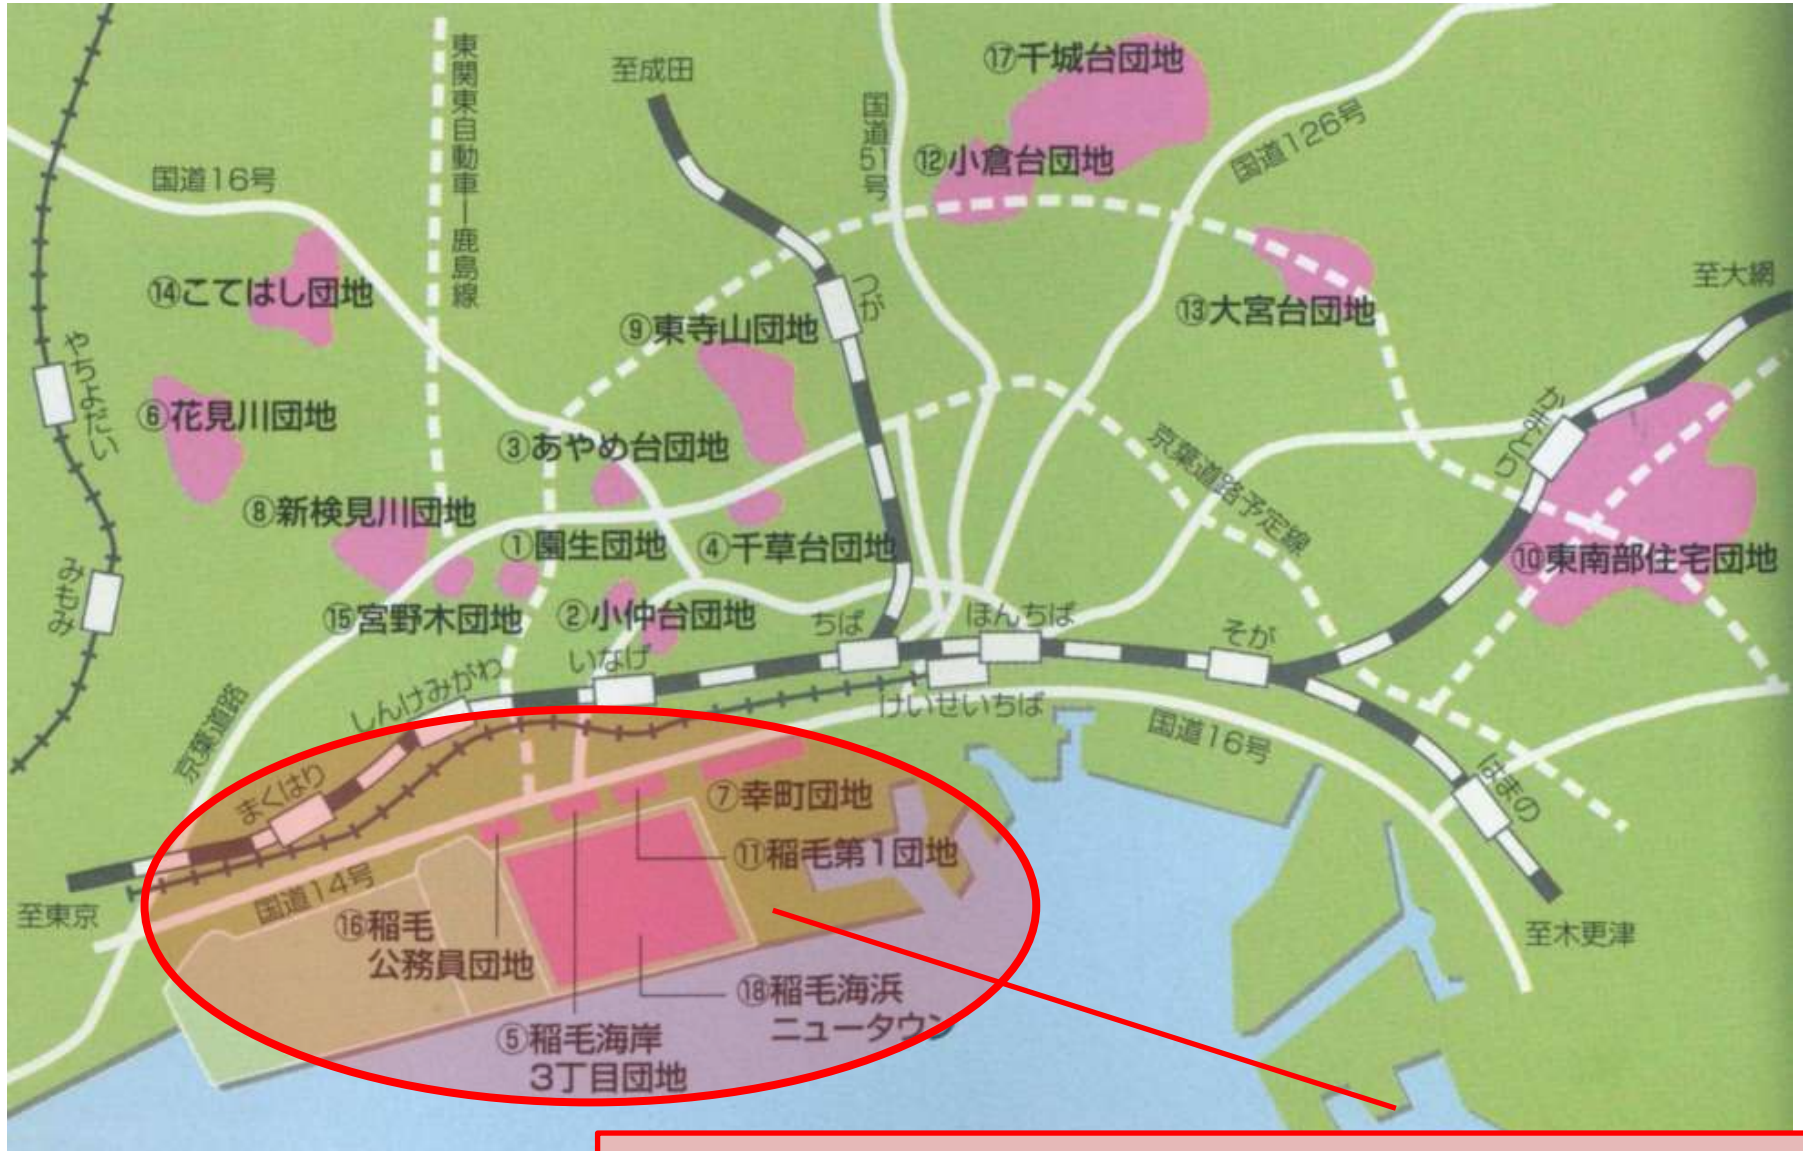 ⑰千城台団地
至成田
東関東自動車ー鹿島線
国道51号
国道126号
⑫小倉台団地
国道16号
至大網
⑭こてはし団地
つが
⑬大宮台団地
⑨東寺山団地
やちよだい
⑥花見川団地
かまとり
③あやめ台団地
京葉道路予定線
⑧新検見川団地
①園生団地
④千草台団地
⑩東南部住宅団地
みもみ
⑮宮野木団地
②小仲台団地
ちば
ほんちば
そが
いなげ
しんけみがわ
けいせいちば
国道16号
京葉道路
まくはり
はまの
⑦幸町団地
⑪稲毛第1団地
国道14号
至東京
⑯稲毛
公務員団地
至木更津
⑱稲毛海浜
ニュータウン
⑤稲毛海岸
3丁目団地